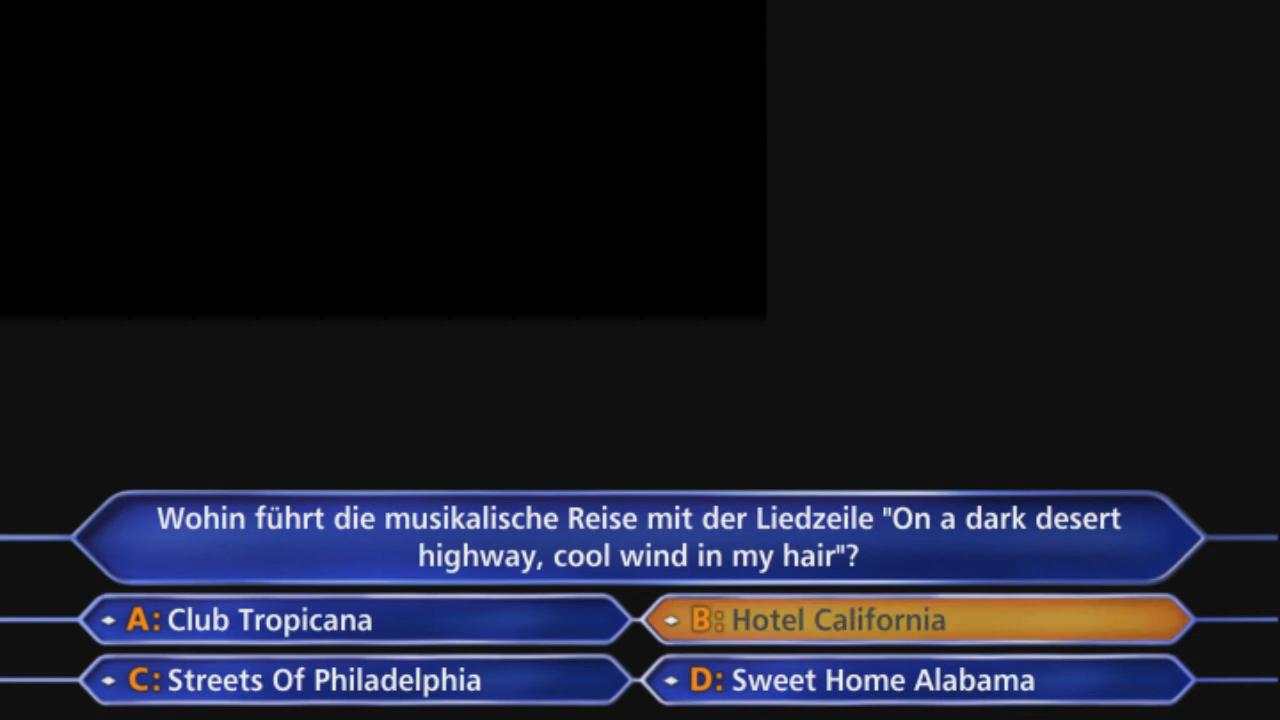 Wohin führt die musikalische Reise mit der Liedzeile "On a dark desert
highway, cool wind in my hair"?
A: Club Tropicana
B: Hotel California
C: Streets Of Philadelphia
D: Sweet Home Alabama